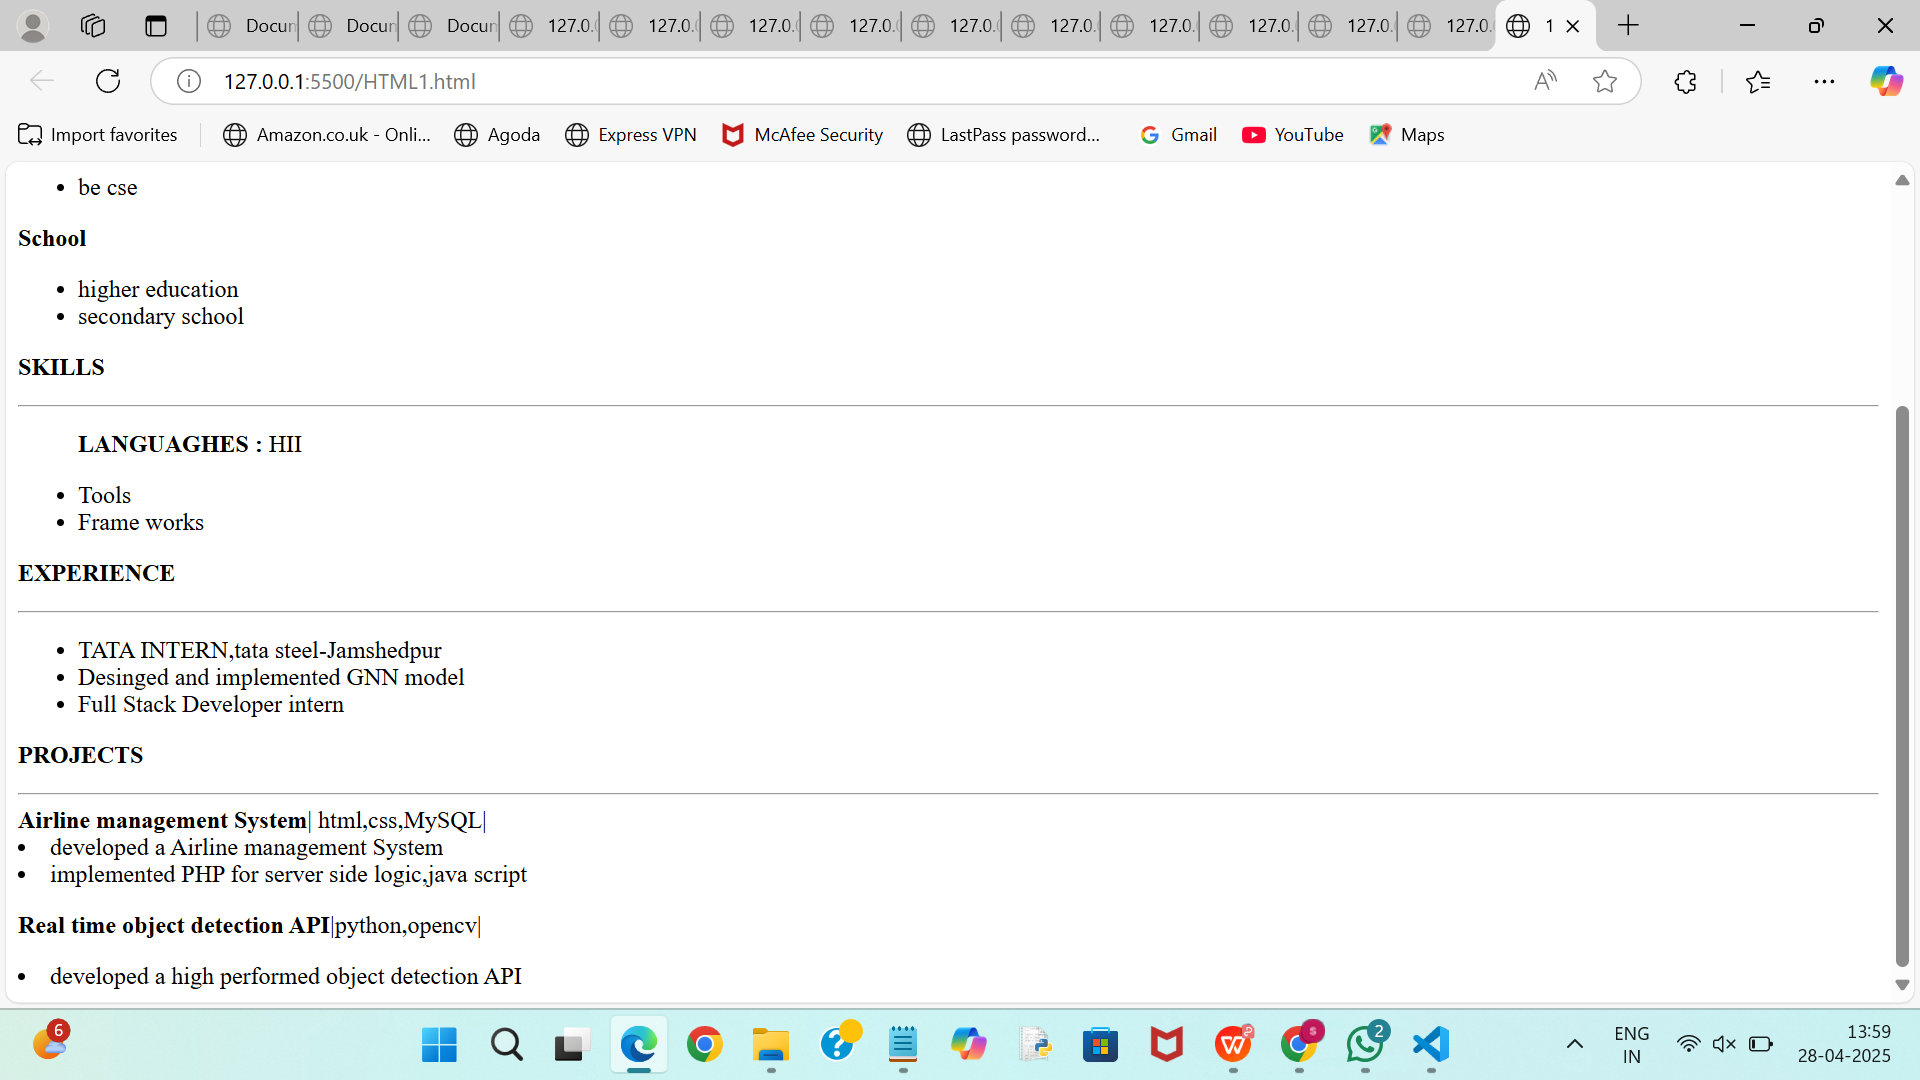 Docun
Docun
Docun
127.0.(
127.0.(
127.0.(
127.0.(
127.0.(
127.0.(
127.0.(
127.0.(
127.0.(
127.0.
1
127.0.0.1:5500/HTML1.html
Import favorites
Amazon.co.uk - Onli...
Agoda
Express VPN
McAfee Security
LastPass password...
Gmail
YouTube
Maps
• be cse
School
• higher education
• secondary school
SKILLS
LANGUAGHES : HII
• Tools
• Frame works
EXPERIENCE
• TATA INTERN,tata steel-Jamshedpur
• Desinged and implemented GNN model
• Full Stack Developer intern
PROJECTS
Airline management System| html,css,MySQL|
• developed a Airline management System
• implemented PHP for server side logic,java script
Real time object detection API|python,opencv|
• developed a high performed object detection API
6
2
ENG
IN
13:59
28-04-2025